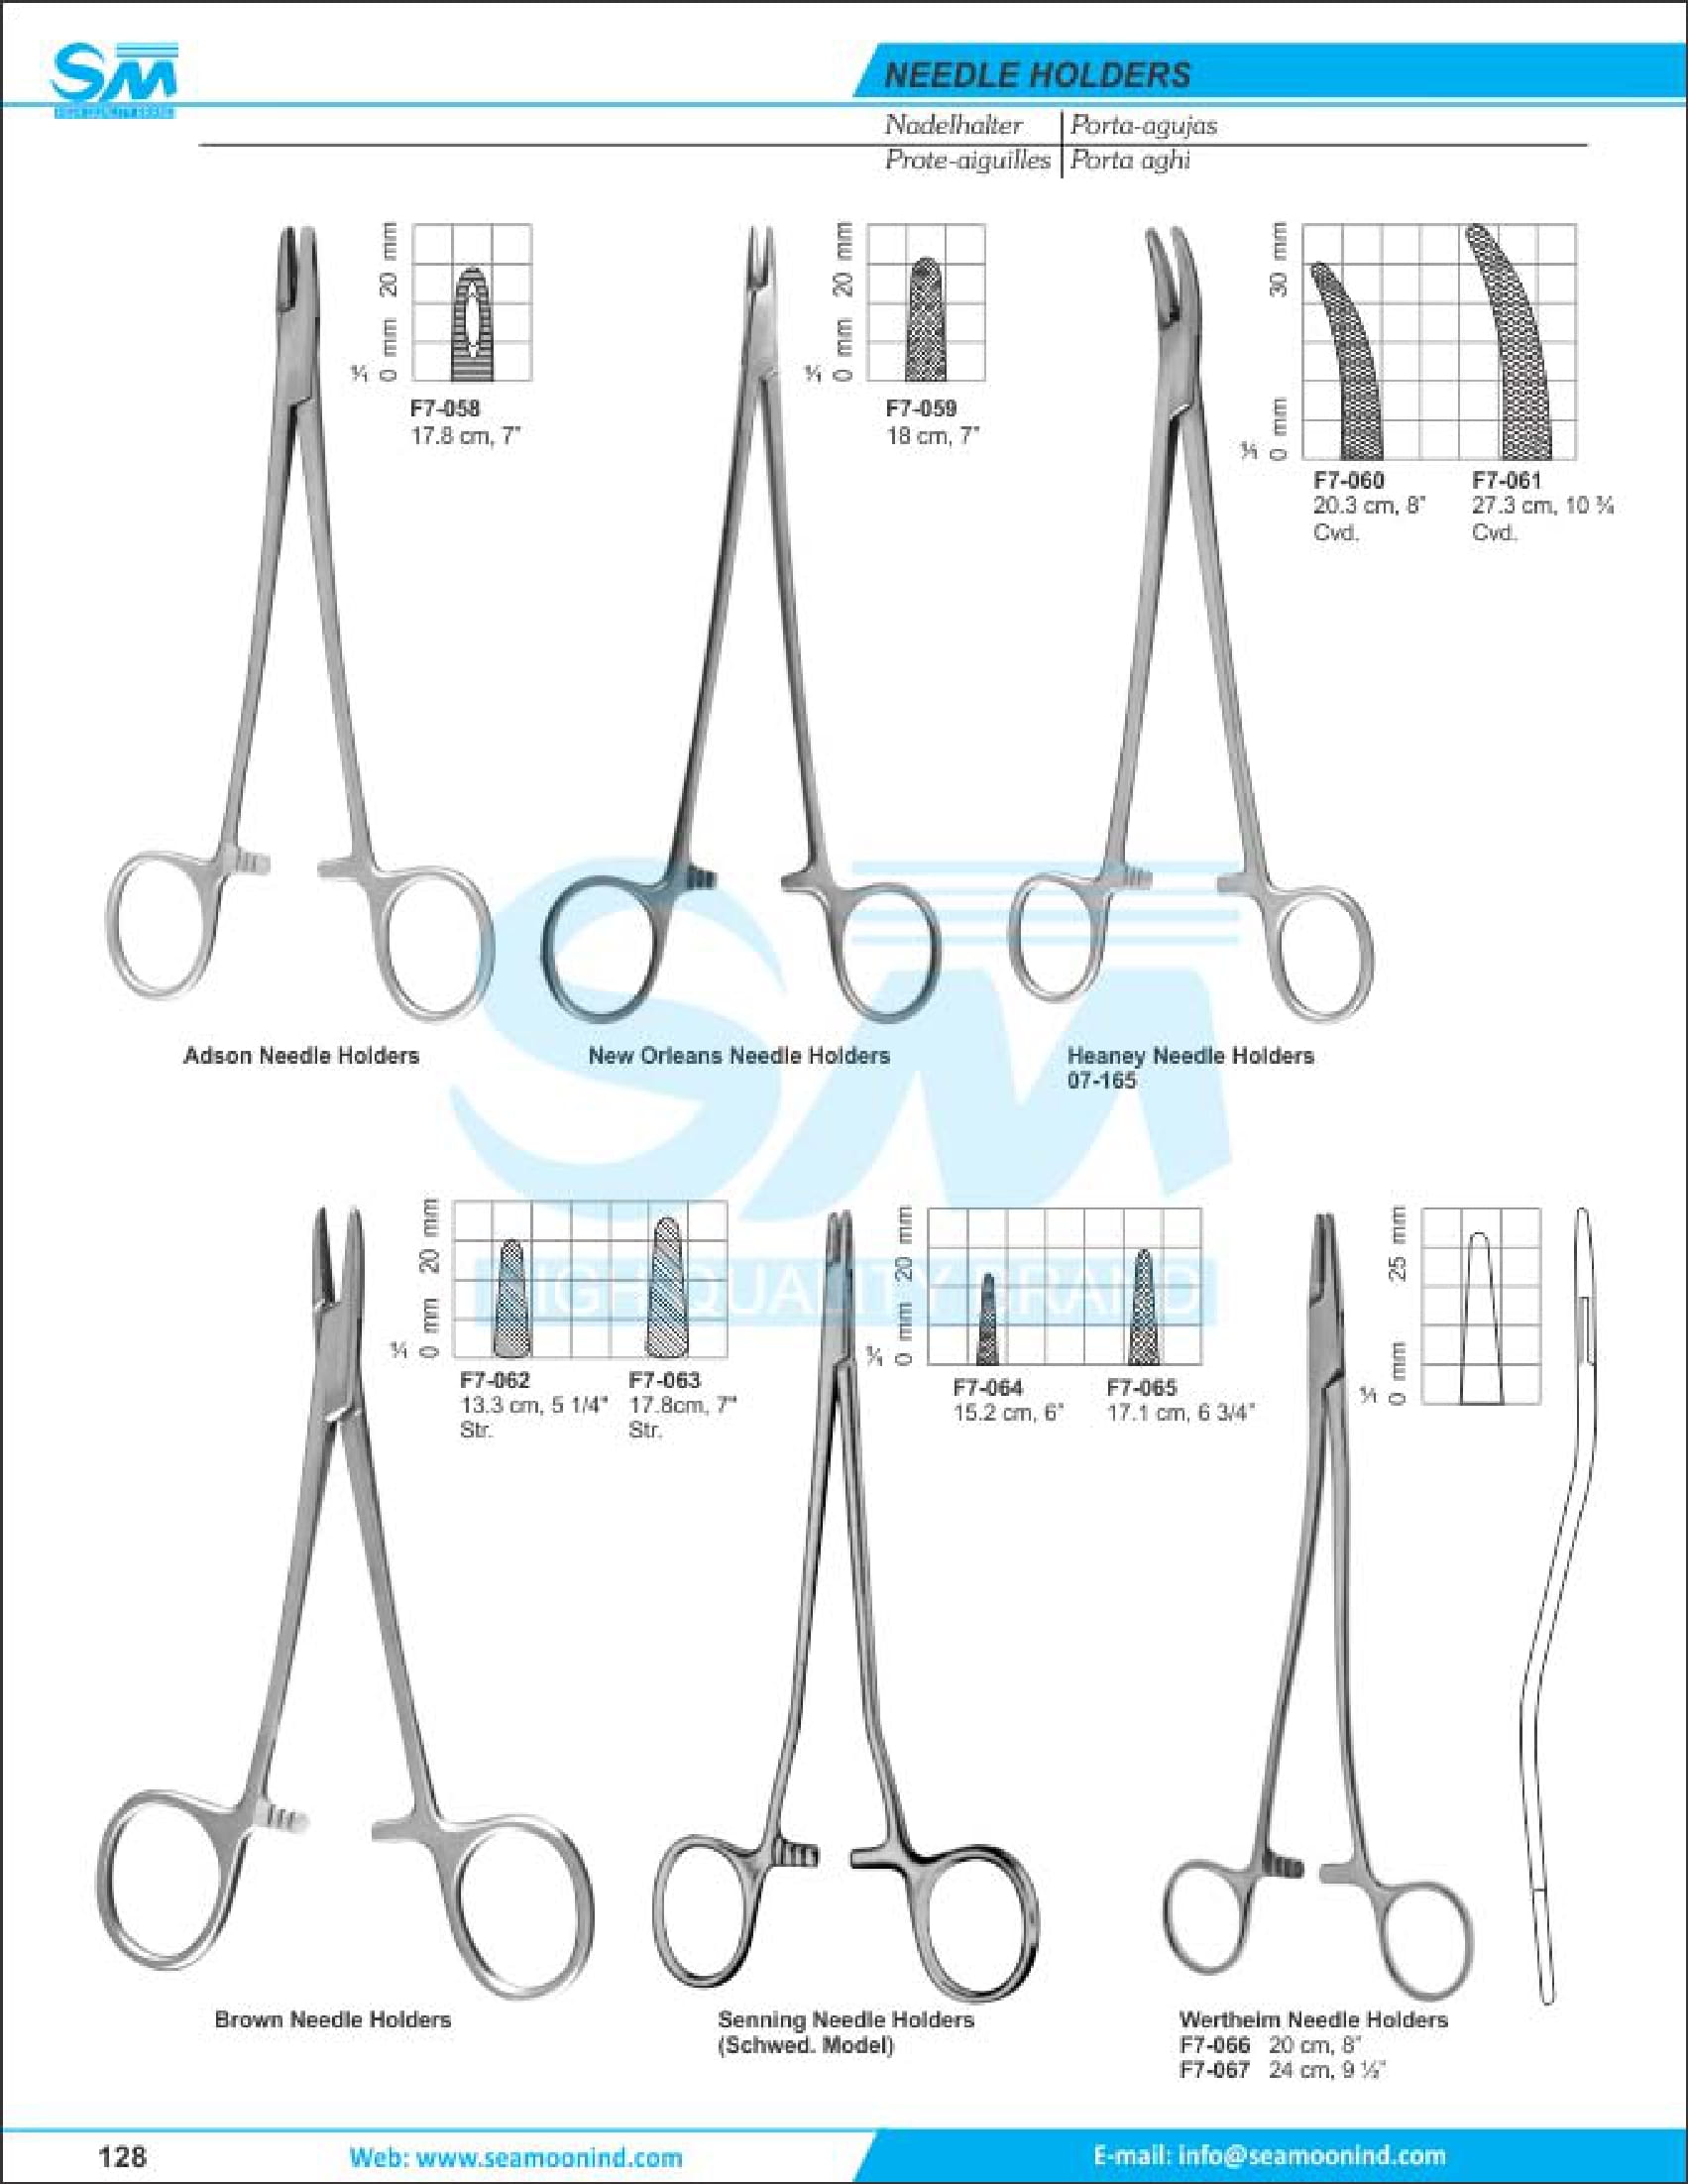 SM
NEEDLE HOLDERS
Nadelhalter
Porta-agujas
Prote-aiguilles
Porta aghi
20 mm
0 mm
1/1
F7-058
17.8 cm, 7"
20 mm
0 mm
1/1
F7-059
18 cm, 7"
30 mm
0 mm
1/1
F7-060
20.3 cm, 8"
Cvd.
F7-061
27.3 cm, 10 ¾
Cvd.
Adson Needle Holders
New Orleans Needle Holders
Heaney Needle Holders
07-165
SM
HIGH QUALITY BRAND
20 mm
0 mm
1/1
F7-062
13.3 cm, 5 1/4"
Str.
F7-063
17.8cm, 7"
Str.
20 mm
0 mm
1/1
F7-064
15.2 cm, 6"
F7-065
17.1 cm, 6 3/4"
25 mm
0 mm
1/1
Brown Needle Holders
Senning Needle Holders
(Schwed. Model)
Wertheim Needle Holders
F7-066 20 cm, 8"
F7-067 24 cm, 9 ½"
128
Web: www.seamoonind.com
E-mail: info@seamoonind.com